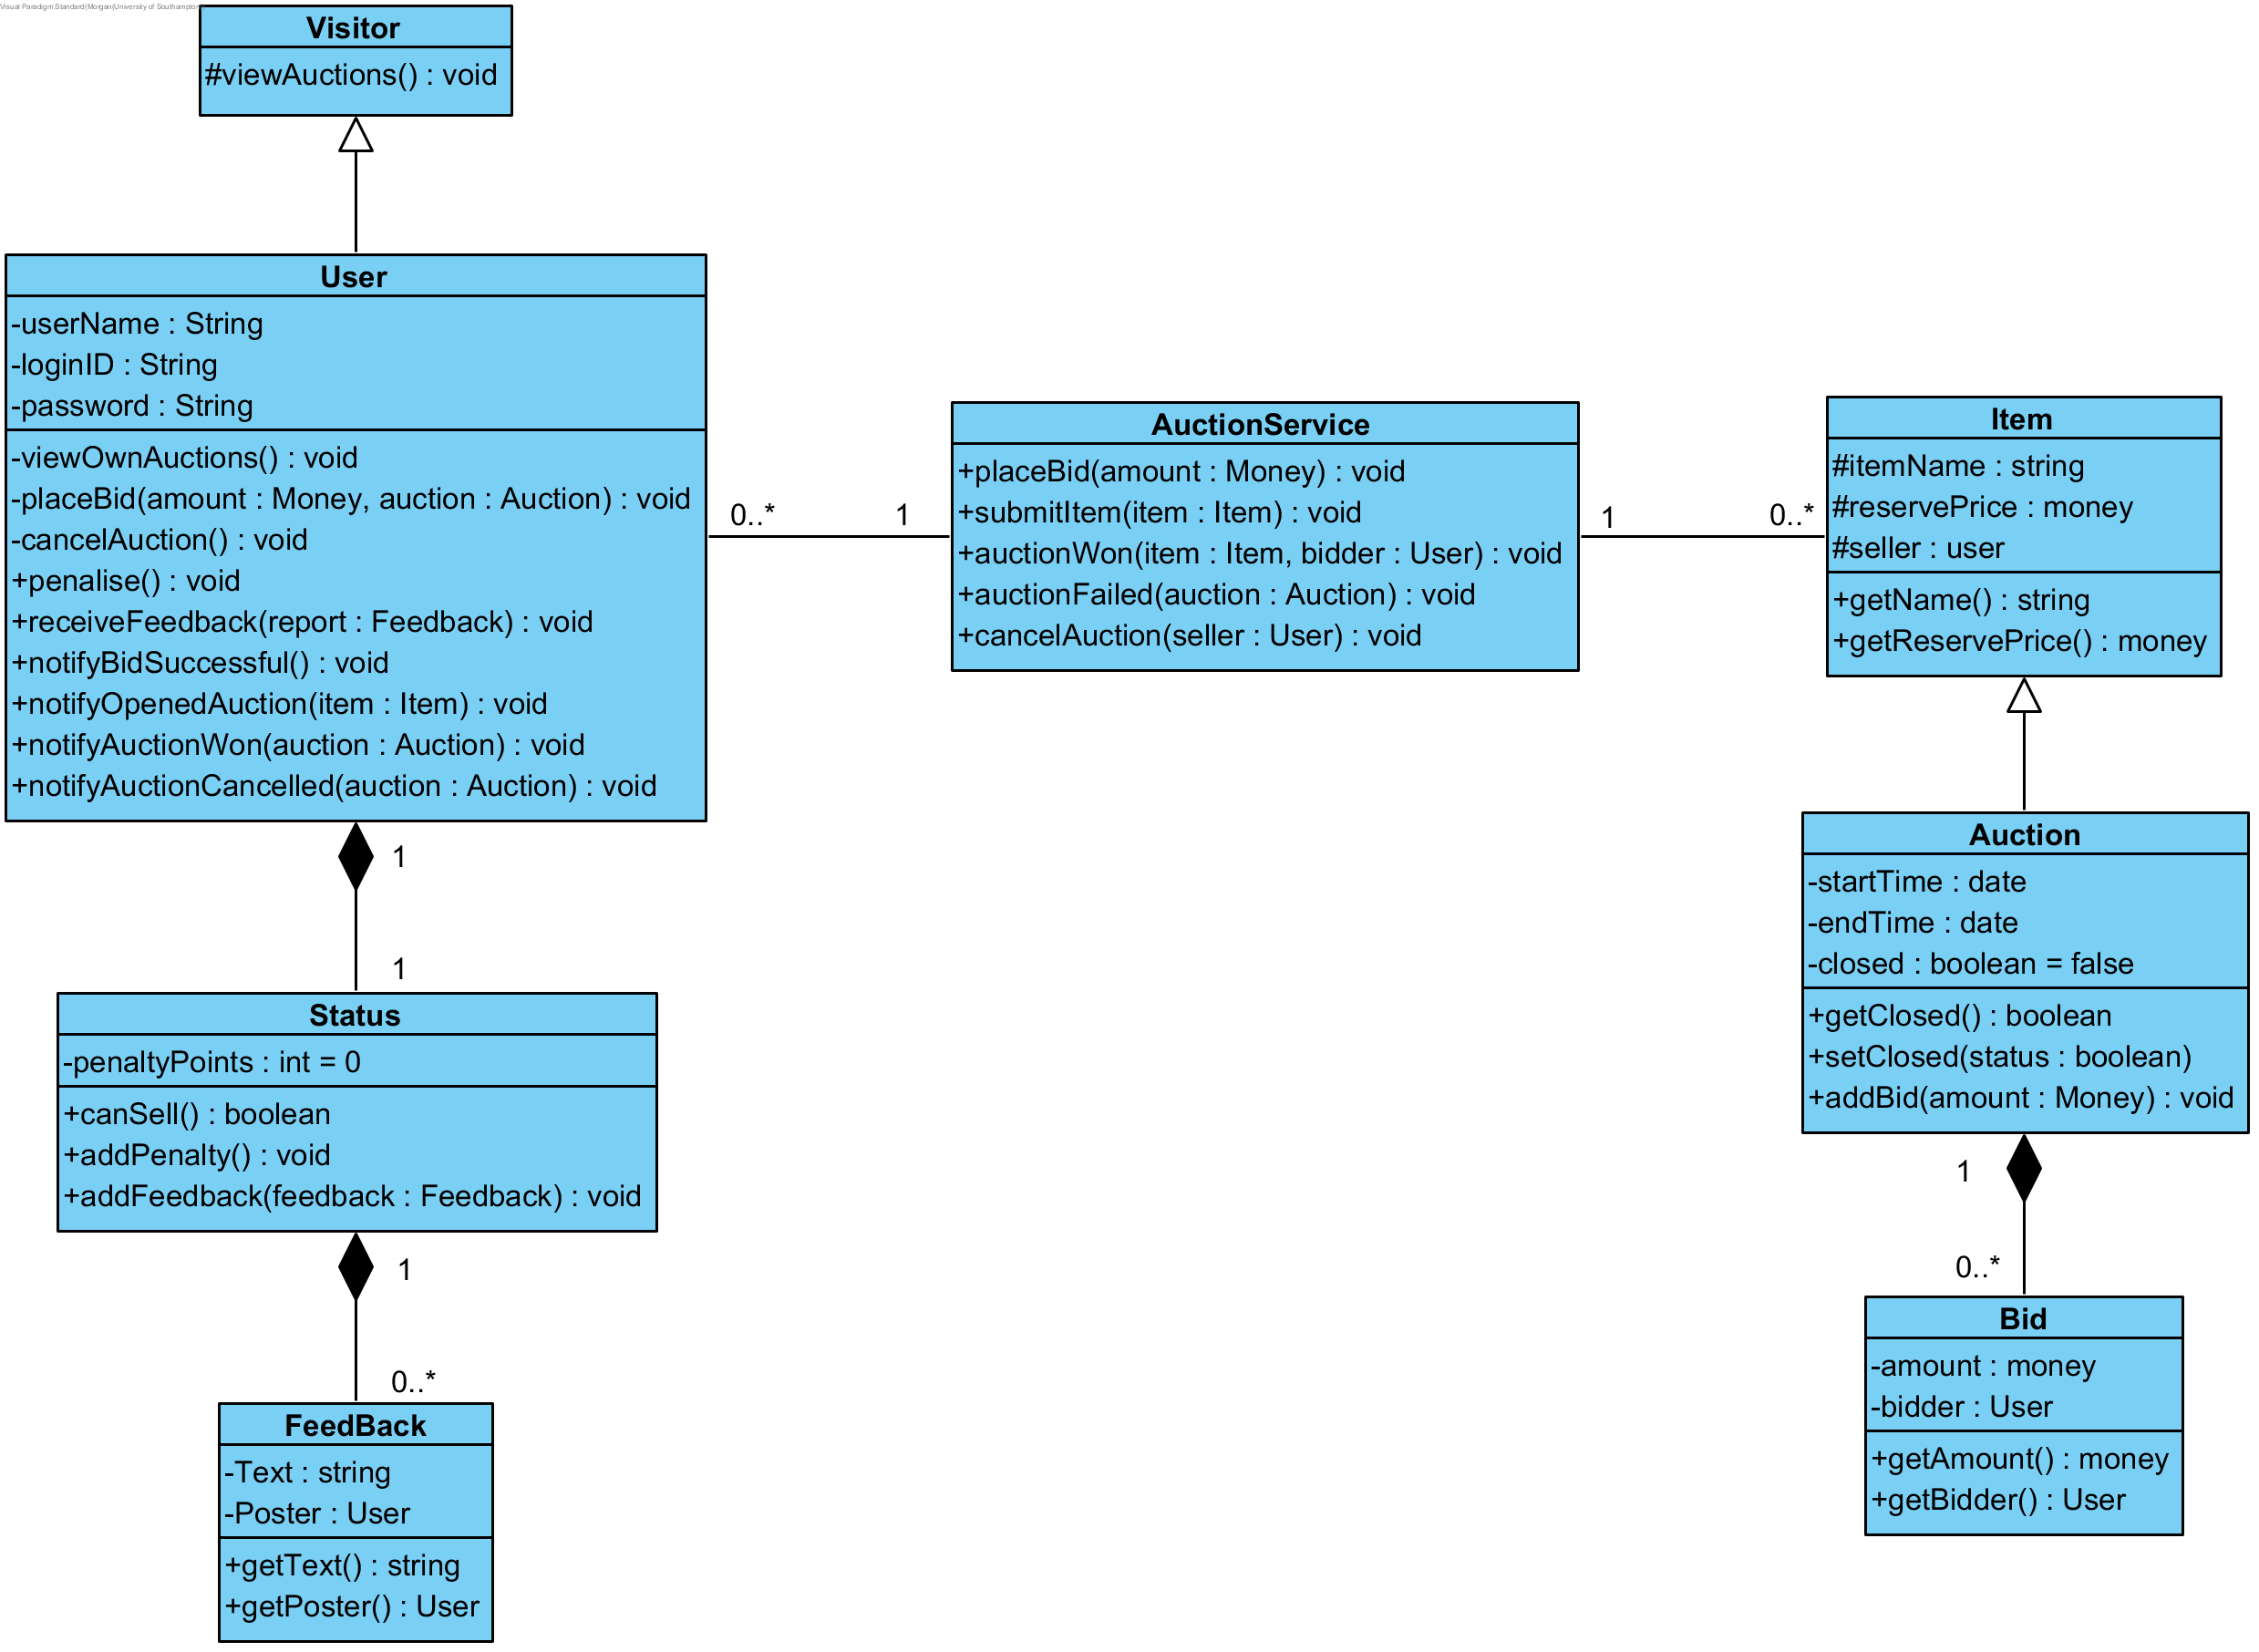 Visual Paradigm Standard(Morgan(University of Southampton
Visitor
#viewAuctions() : void
User
-userName : String
-loginID : String
-password : String
-viewOwnAuctions() : void
-placeBid(amount : Money, auction : Auction) : void
-cancelAuction() : void
+penalise() : void
+receiveFeedback(report : Feedback) : void
+notifyBidSuccessful() : void
+notifyOpenedAuction(item : Item) : void
+notifyAuctionWon(auction : Auction) : void
+notifyAuctionCancelled(auction : Auction) : void
0..*
1
AuctionService
+placeBid(amount : Money) : void
+submitItem(item : Item) : void
+auctionWon(item : Item, bidder : User) : void
+auctionFailed(auction : Auction) : void
+cancelAuction(seller : User) : void
1
0..*
Item
#itemName : string
#reservePrice : money
#seller : user
+getName() : string
+getReservePrice() : money
1
1
Status
-penaltyPoints : int = 0
+canSell() : boolean
+addPenalty() : void
+addFeedback(feedback : Feedback) : void
1
0..*
FeedBack
-Text : string
-Poster : User
+getText() : string
+getPoster() : User
Auction
-startTime : date
-endTime : date
-closed : boolean = false
+getClosed() : boolean
+setClosed(status : boolean)
+addBid(amount : Money) : void
1
0..*
Bid
-amount : money
-bidder : User
+getAmount() : money
+getBidder() : User